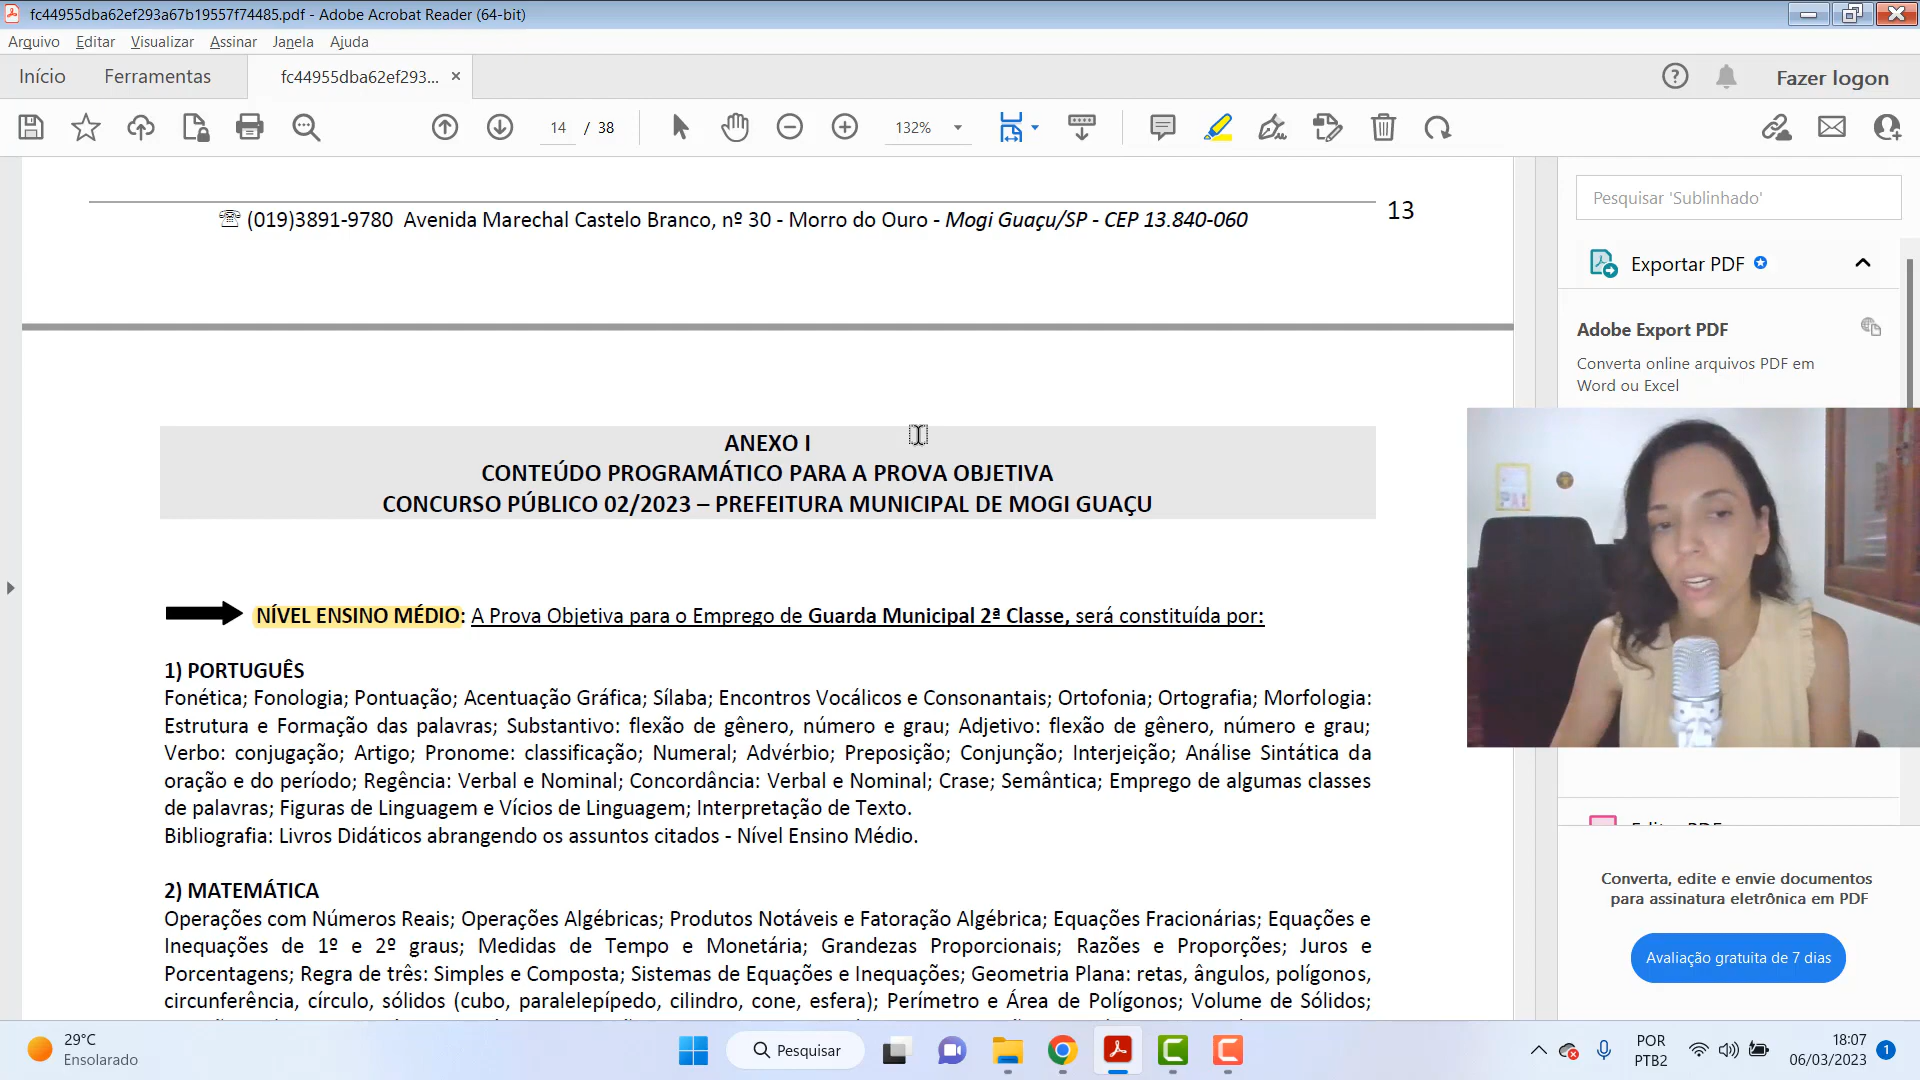 fc44955dba62ef293a67b19557f74485.pdf - Adobe Acrobat Reader (64-bit)
Arquivo Editar Visualizar Assinar Janela Ajuda
Início Ferramentas fc44955dba62ef293... × Fazer logon
14 / 38 132%
13
(019)3891-9780 Avenida Marechal Castelo Branco, nº 30 - Morro do Ouro - Mogi Guaçu/SP - CEP 13.840-060
ANEXO I
CONTEÚDO PROGRAMÁTICO PARA A PROVA OBJETIVA
CONCURSO PÚBLICO 02/2023 – PREFEITURA MUNICIPAL DE MOGI GUAÇU
NÍVEL ENSINO MÉDIO: A Prova Objetiva para o Emprego de Guarda Municipal 2ª Classe, será constituída por:
1) PORTUGUÊS
Fonética; Fonologia; Pontuação; Acentuação Gráfica; Sílaba; Encontros Vocálicos e Consonantais; Ortofonia; Ortografia; Morfologia:
Estrutura e Formação das palavras; Substantivo: flexão de gênero, número e grau; Adjetivo: flexão de gênero, número e grau;
Verbo: conjugação; Artigo; Pronome: classificação; Numeral; Advérbio; Preposição; Conjunção; Interjeição; Análise Sintática da
oração e do período; Regência: Verbal e Nominal; Concordância: Verbal e Nominal; Crase; Semântica; Emprego de algumas classes
de palavras; Figuras de Linguagem e Vícios de Linguagem; Interpretação de Texto.
Bibliografia: Livros Didáticos abrangendo os assuntos citados - Nível Ensino Médio.
2) MATEMÁTICA
Operações com Números Reais; Operações Algébricas; Produtos Notáveis e Fatoração Algébrica; Equações Fracionárias; Equações e
Inequações de 1º e 2º graus; Medidas de Tempo e Monetária; Grandezas Proporcionais; Razões e Proporções; Juros e
Porcentagens; Regra de três: Simples e Composta; Sistemas de Equações e Inequações; Geometria Plana: retas, ângulos, polígonos,
circunferência, círculo, sólidos (cubo, paralelepípedo, cilindro, cone, esfera); Perímetro e Área de Polígonos; Volume de Sólidos;
Pesquisar 'Sublinhado'
Exportar PDF
Adobe Export PDF
Converta online arquivos PDF em
Word ou Excel
Converta, edite e envie documentos
para assinatura eletrônica em PDF
Avaliação gratuita de 7 dias
29°C
Ensolarado
Pesquisar
POR
PTB2
18:07
06/03/2023
1